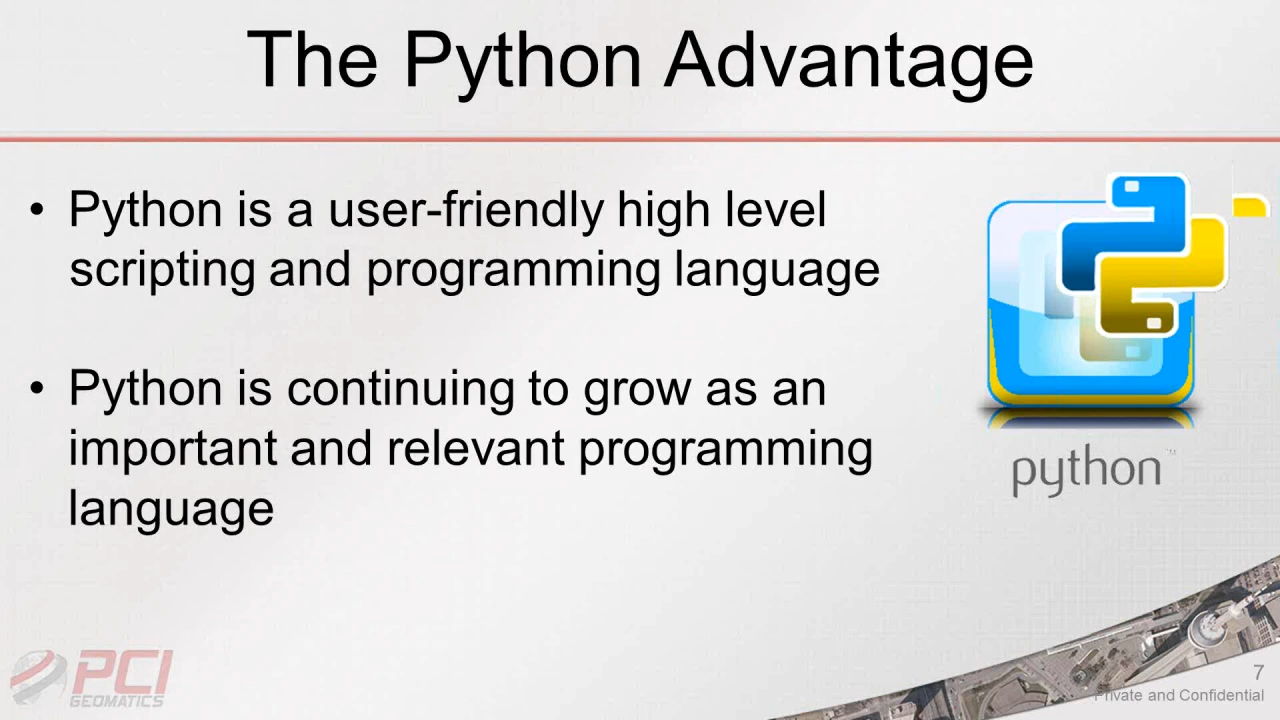 The Python Advantage
• Python is a user-friendly high level
scripting and programming language
• Python is continuing to grow as an
important and relevant programming
language
python™
PCI
GEOMATICS
7
Private and Confidential